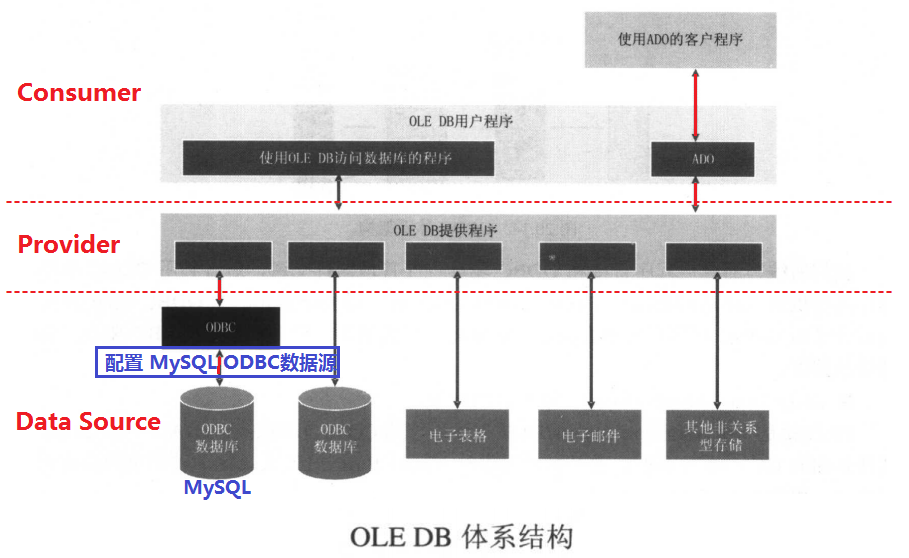 使用ADO的客户程序
Consumer
OLE DB用户程序
使用OLE DB访问数据库的程序
ADO
Provider
OLE DB提供程序
ODBC
配置 MySQL ODBC数据源
Data Source
ODBC
数据库
ODBC
数据库
电子表格
电子邮件
其他非关系
型存储
MySQL
OLE DB 体系结构